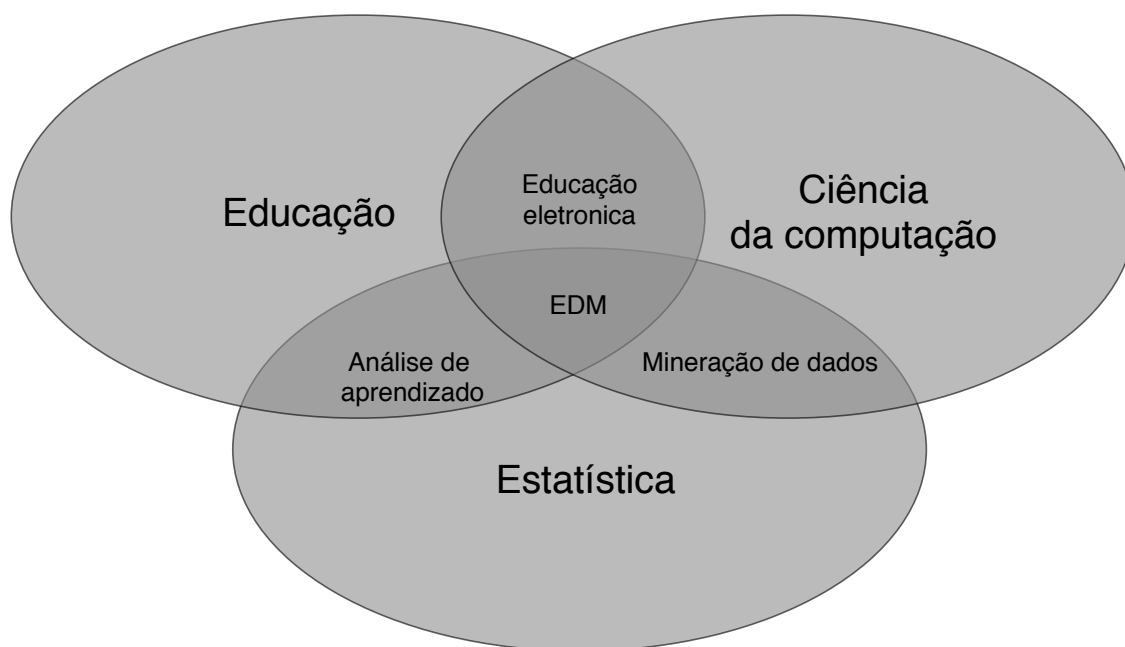 Educação
Educação
eletronica
Ciência
da computação
EDM
Análise de
aprendizado
Mineração de dados
Estatística